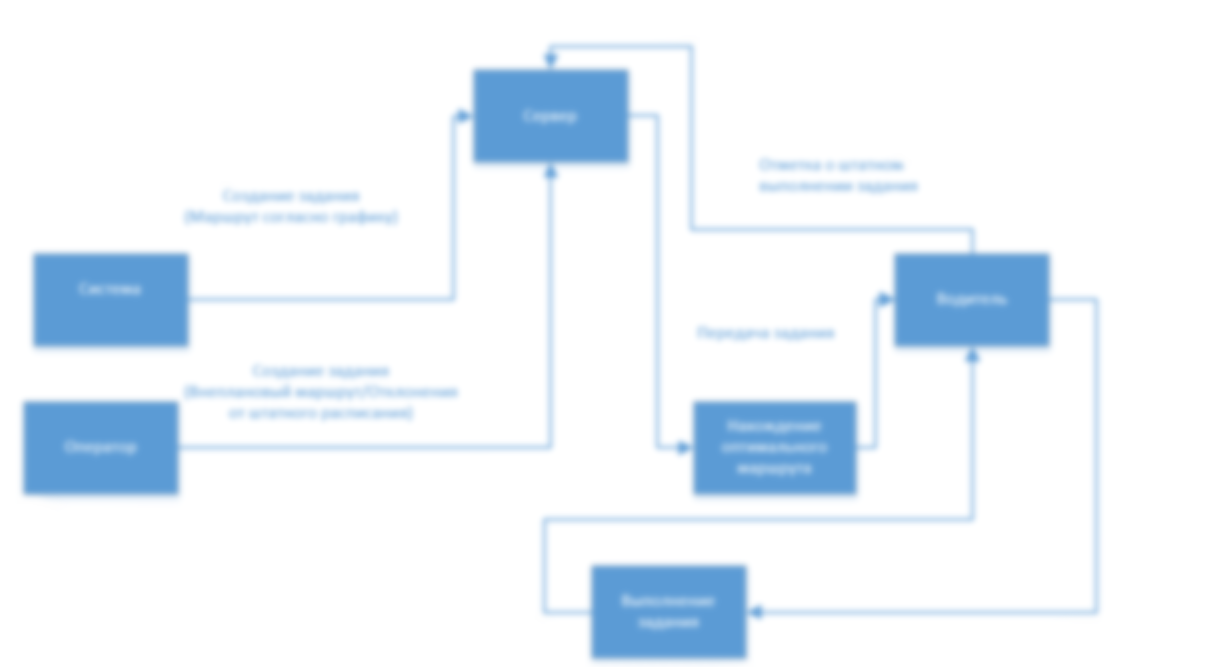 Сервер
Отметка о штатном
выполнении задания
Создание задания
(Маршрут согласно графику)
Система
Водитель
Передача задания
Создание задания
(Внеплановый маршрут/Отклонения
от штатного расписания)
Оператор
Нахождение
оптимального
маршрута
Выполнение
задания